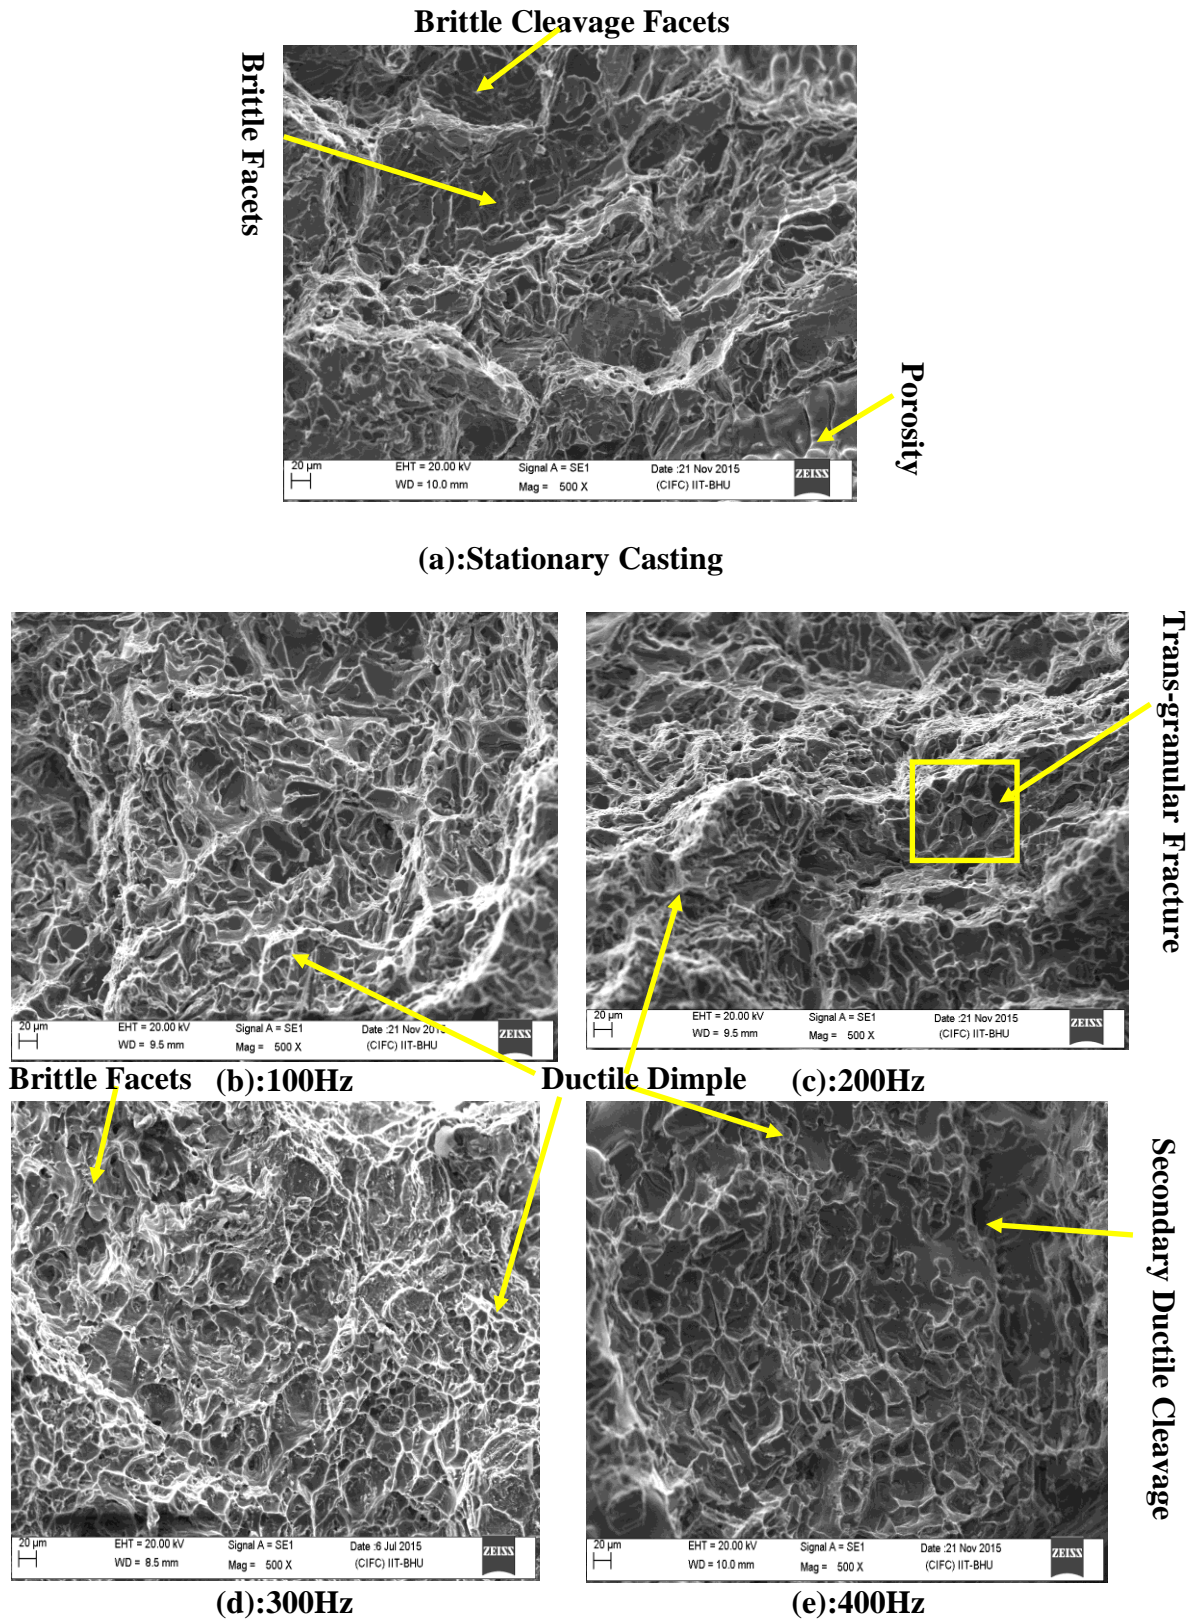 Brittle Cleavage Facets
Brittle Facets
Porosity
20 µm
EHT = 20.00 kV
Signal A = SE1
Date :21 Nov 2015
WD = 10.0 mm
Mag = 500 X
(CIFC) IIT-BHU
ZEISS
(a):Stationary Casting
Trans-granular Fracture
20 µm
EHT = 20.00 kV
Signal A = SE1
Date :21 Nov 2015
WD = 9.5 mm
Mag = 500 X
(CIFC) IIT-BHU
ZEISS
20 µm
EHT = 20.00 kV
Signal A = SE1
Date :21 Nov 2015
WD = 9.5 mm
Mag = 500 X
(CIFC) IIT-BHU
ZEISS
Brittle Facets
(b):100Hz
Ductile Dimple
(c):200Hz
Secondary Ductile Cleavage
20 µm
EHT = 20.00 kV
Signal A = SE1
Date :6 Jul 2015
WD = 8.5 mm
Mag = 500 X
(CIFC) IIT-BHU
ZEISS
20 µm
EHT = 20.00 kV
Signal A = SE1
Date :21 Nov 2015
WD = 10.0 mm
Mag = 500 X
(CIFC) IIT-BHU
ZEISS
(d):300Hz
(e):400Hz